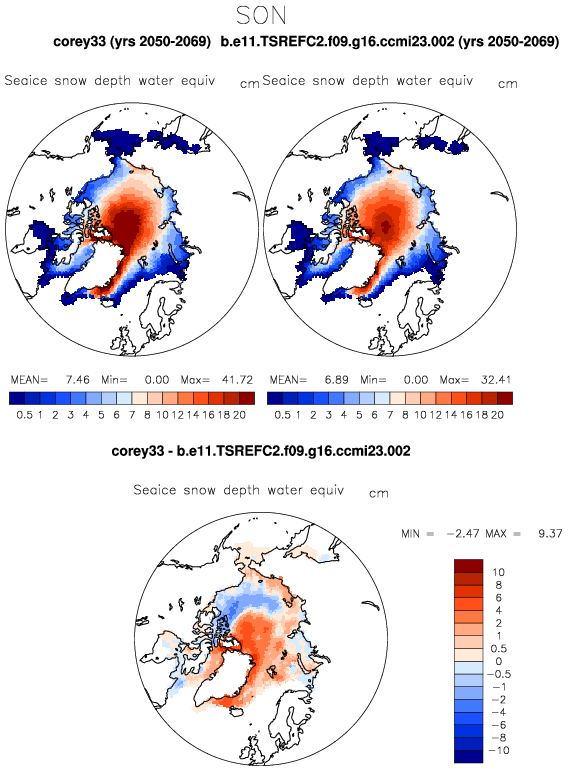 SON
corey33 (yrs 2050-2069) b.e11.TSREFC2.f09.g16.ccmi23.002 (yrs 2050-2069)
Seaice snow depth water equiv cm Seaice snow depth water equiv cm
MEAN= 7.46 Min= 0.00 Max= 41.72 MEAN= 6.89 Min= 0.00 Max= 32.41
0.5 1 2 3 4 5 6 7 8 10 12 14 16 18 20 0.5 1 2 3 4 5 6 7 8 10 12 14 16 18 20
corey33 - b.e11.TSREFC2.f09.g16.ccmi23.002
Seaice snow depth water equiv cm
MIN = -2.47 MAX = 9.37
10
8
6
4
2
1
0.5
0
-0.5
-1
-2
-4
-6
-8
-10